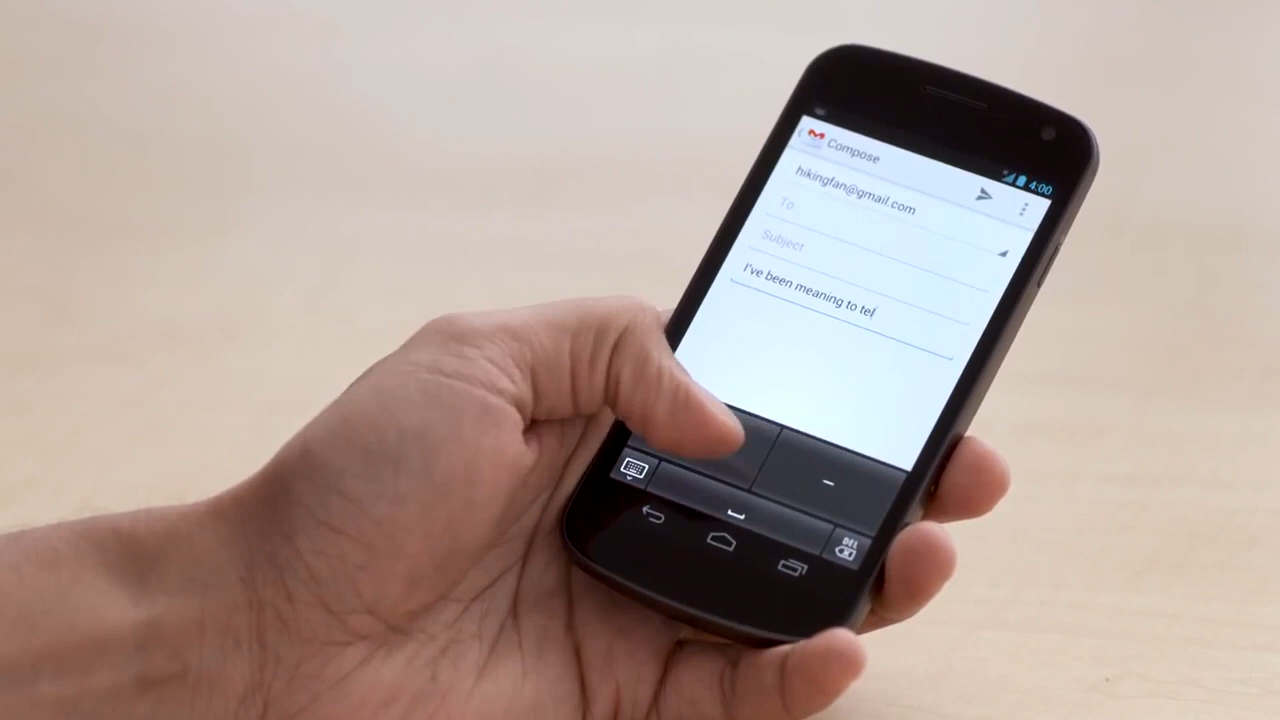 H 4:00
Compose
hikingfan@gmail.com
To
Subject
I've been meaning to tel
-
DEL